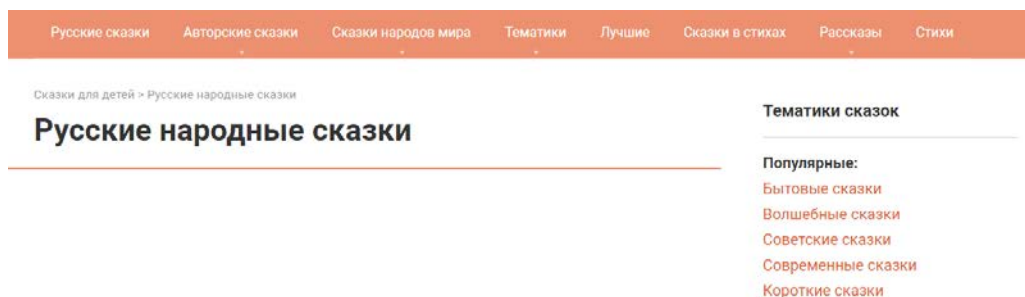 Русские сказки Авторские сказки Сказки народов мира Тематики Лучшие Сказки в стихах Рассказы Стихи
Сказки для детей > Русские народные сказки
Русские народные сказки
Тематики сказок
Популярные:
Бытовые сказки
Волшебные сказки
Советские сказки
Современные сказки
Короткие сказки